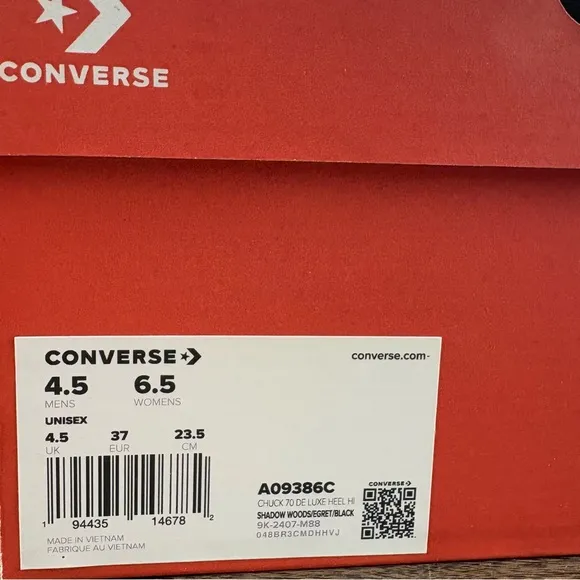 CONVERSE
CONVERSE
converse.com
4.5 6.5
MENS WOMENS
UNISEX
4.5 37 23.5
UK EUR CM
1 94435 14678 2
A09386C
CHUCK 70 DE LUXE HEEL HI
SHADOW WOODS/EGRET/BLACK
9K-2407-M88
048BR3CMDHHVJ
CONVERSE
MADE IN VIETNAM
FABRIQUE AU VIETNAM